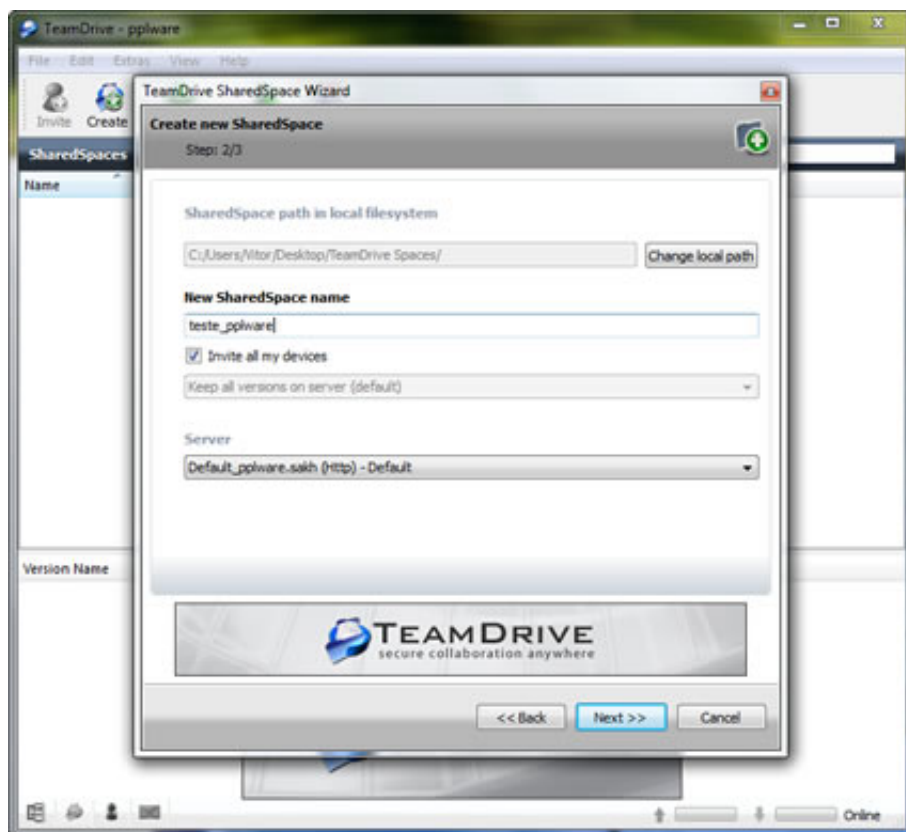 TeamDrive - pplware
File Edit Extras View Help
Invite Create
TeamDrive SharedSpace Wizard
Create new SharedSpace
Step: 2/3
SharedSpaces
Name
SharedSpace path in local filesystem
C:/Users/Vitor/Desktop/TeamDrive Spaces/
Change local path
New SharedSpace name
teste_pplware
Invite all my devices
Keep all versions on server (default)
Server
Default_pplware.sakh (Http) - Default
Version Name
TEAMDRIVE
secure collaboration anywhere
<< Back Next >> Cancel
Online